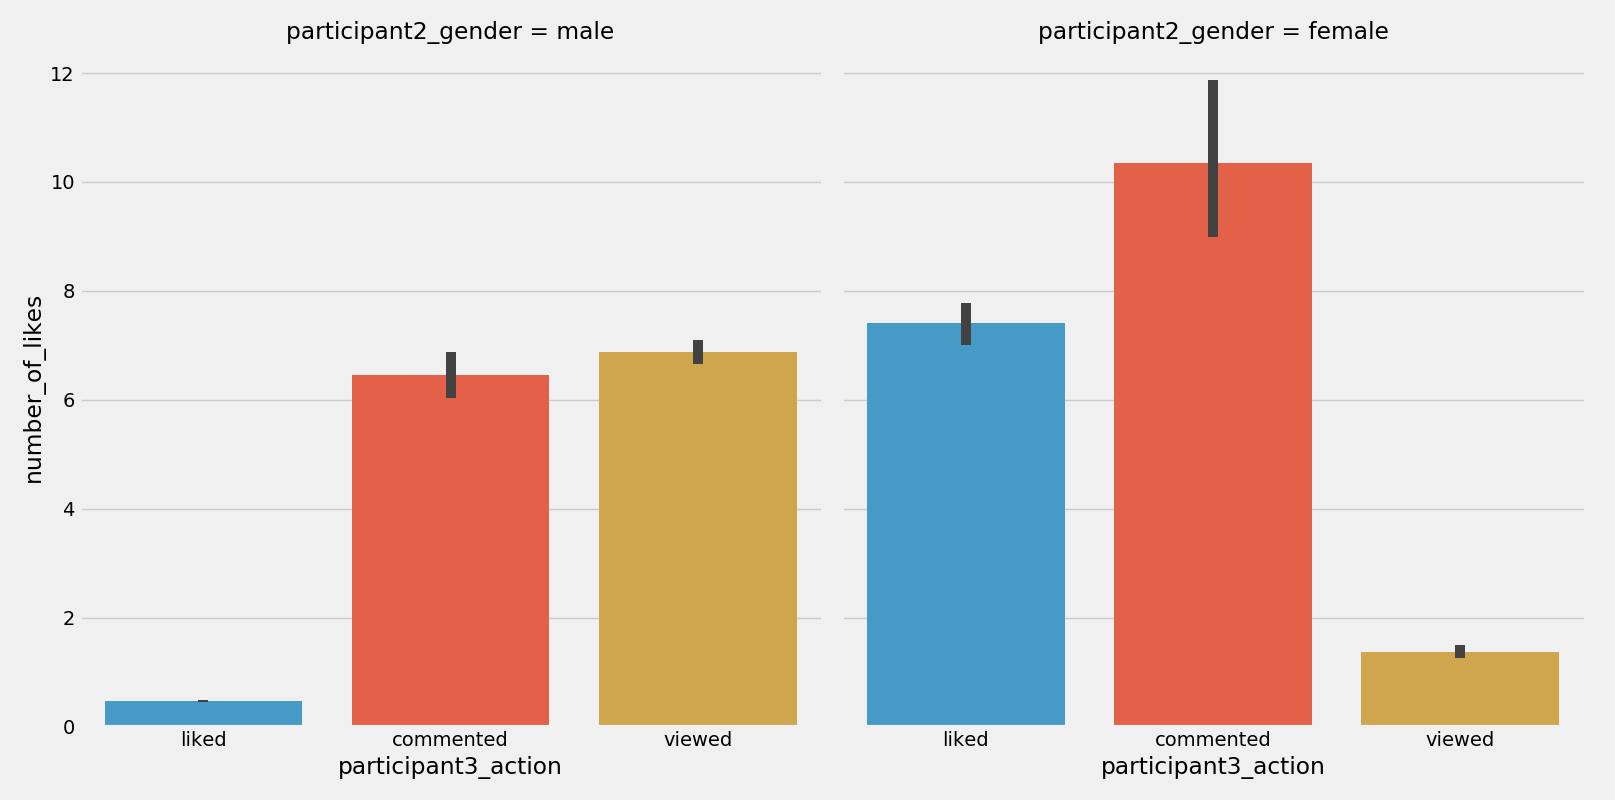 participant2_gender = male
participant2_gender = female
12
10
8
6
4
2
0
number_of_likes
liked
commented
viewed
participant3_action
liked
commented
viewed
participant3_action